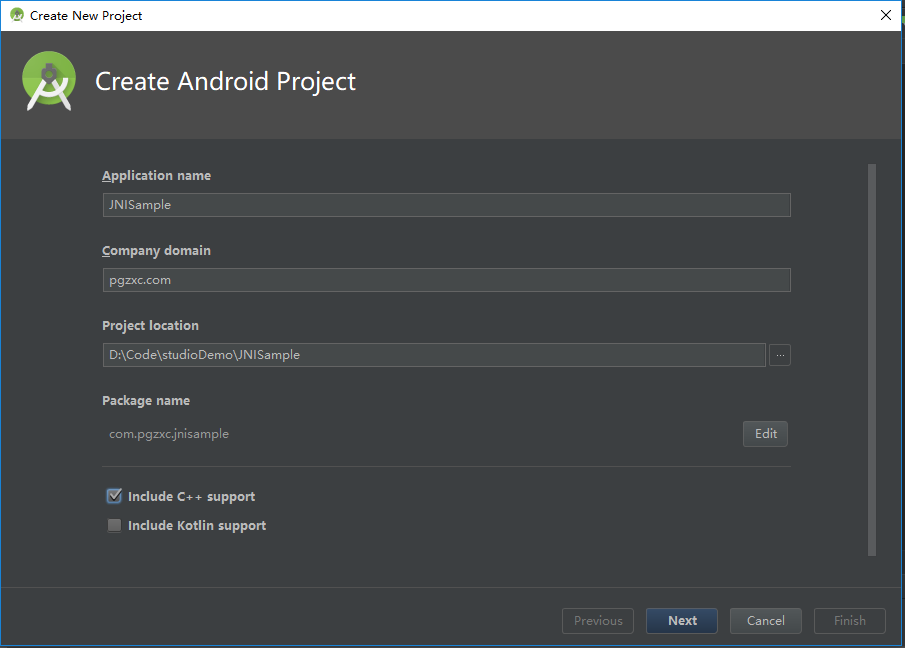 Create New Project
Create Android Project
Application name
JNISample
Company domain
pgzxc.com
Project location
D:\Code\studioDemo\JNISample
...
Package name
com.pgzxc.jnisample
Edit
Include C++ support
Include Kotlin support
Previous Next Cancel Finish